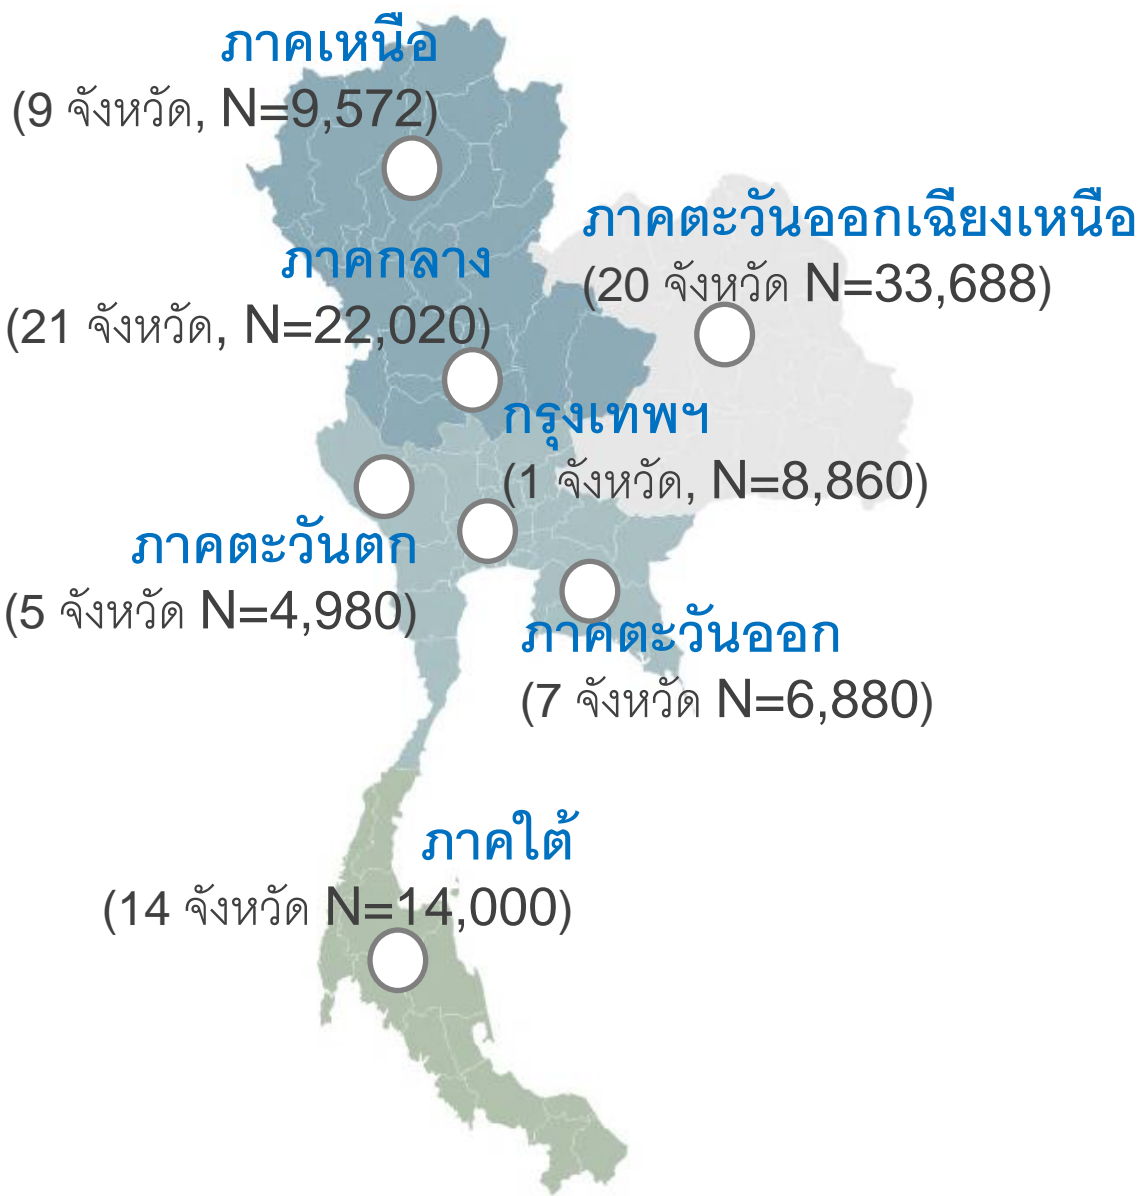 ภาคเหนือ
(9 จังหวัด, N=9,572)
ภาคตะวันออกเฉียงเหนือ
(20 จังหวัด N=33,688)
ภาคกลาง
(21 จังหวัด, N=22,020)
กรุงเทพฯ
(1 จังหวัด, N=8,860)
ภาคตะวันตก
(5 จังหวัด N=4,980)
ภาคตะวันออก
(7 จังหวัด N=6,880)
ภาคใต้
(14 จังหวัด N=14,000)